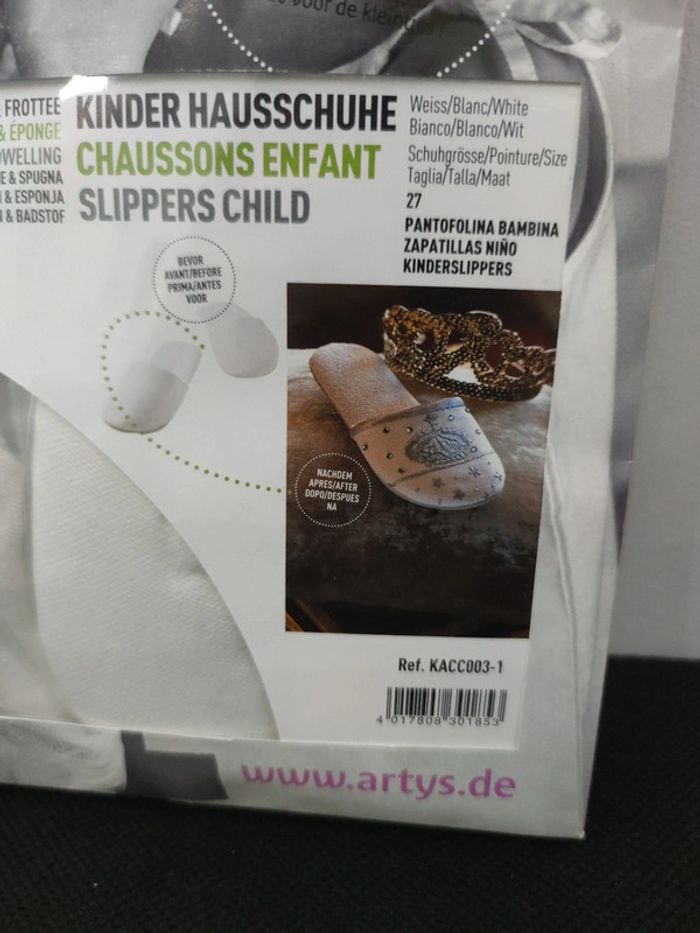 voor de kleintjes !
FROTTEE
& ÉPONGE
& SPUGNA
& ESPONJA
& BADSTOF
KINDER HAUSSCHUHE
CHAUSSONS ENFANT
SLIPPERS CHILD
Weiss/Blanc/White
Bianco/Blanco/Wit
Schuhgrösse/Pointure/Size
Taglia/Talla/Maat
27
PANTOFOLINA BAMBINA
ZAPATILLAS NIÑO
KINDERSLIPPERS
BEVOR
AVANT/BEFORE
PRIMA/ANTES
VOOR
NACHDEM
APRES/AFTER
DOPO/DESPUES
NA
Ref. KACC003-1
4 017808 301853
www.artys.de